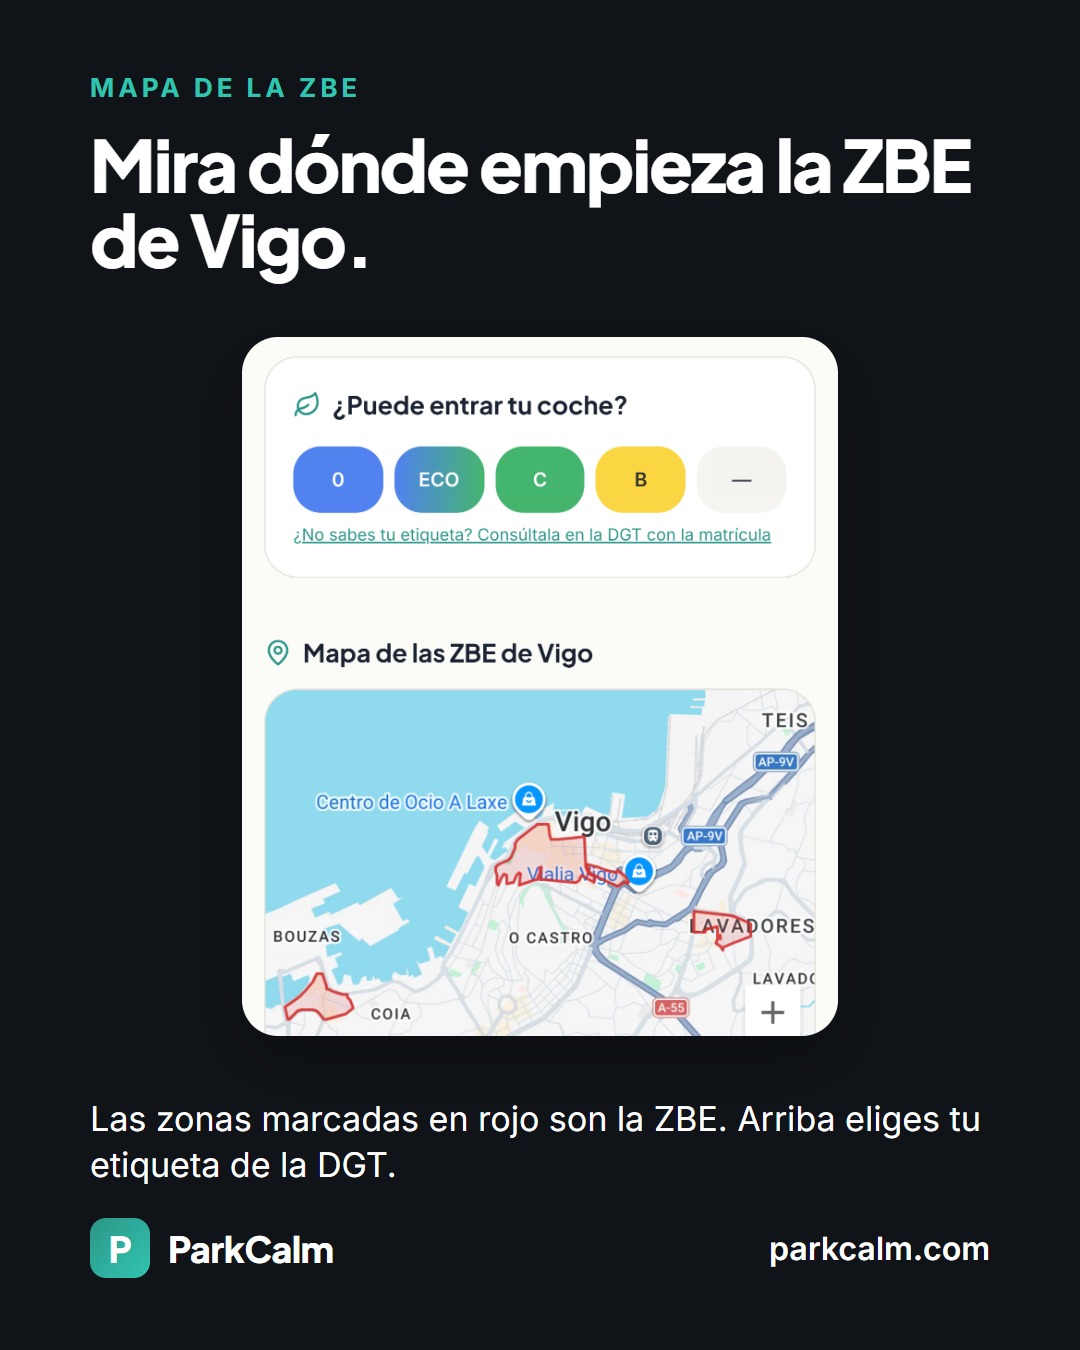 MAPA DE LA ZBE
Mira dónde empieza la ZBE
de Vigo.
¿Puede entrar tu coche?
0 ECO C B —
¿No sabes tu etiqueta? Consúltala en la DGT con la matrícula
Mapa de las ZBE de Vigo
TEIS
AP-9V
Centro de Ocio A Laxe
Vigo
AP-9V
Vialia Vigo
LAVADORES
BOUZAS
O CASTRO
LAVADO
COIA
A-55
+
Las zonas marcadas en rojo son la ZBE. Arriba eliges tu
etiqueta de la DGT.
P ParkCalm
parkcalm.com